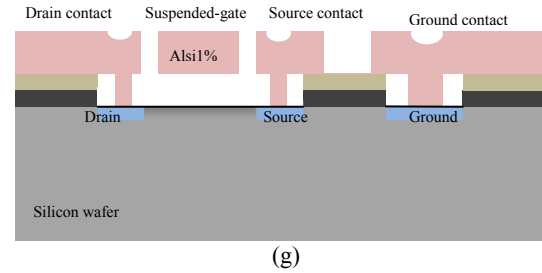 Drain contact Suspended-gate Source contact Ground contact
Alsi1%
Drain Source Ground
Silicon wafer
(g)